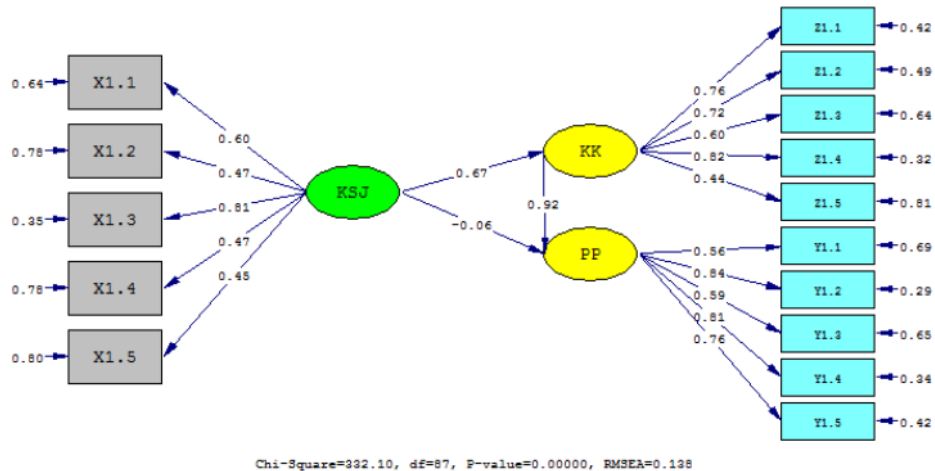 Z1.1
0.42
0.64
X1.1
Z1.2
0.49
0.76
0.72
0.60
Z1.3
0.64
0.60
0.78
X1.2
KK
0.82
Z1.4
0.32
0.47
0.67
0.44
KSJ
0.92
Z1.5
0.81
0.35
X1.3
0.81
-0.06
0.47
Y1.1
0.69
PP
0.56
0.84
0.45
0.59
Y1.2
0.29
0.78
X1.4
0.81
0.76
Y1.3
0.65
0.80
X1.5
Y1.4
0.34
Y1.5
0.42
Chi-Square=332.10, df=87, P-value=0.00000, RMSEA=0.138